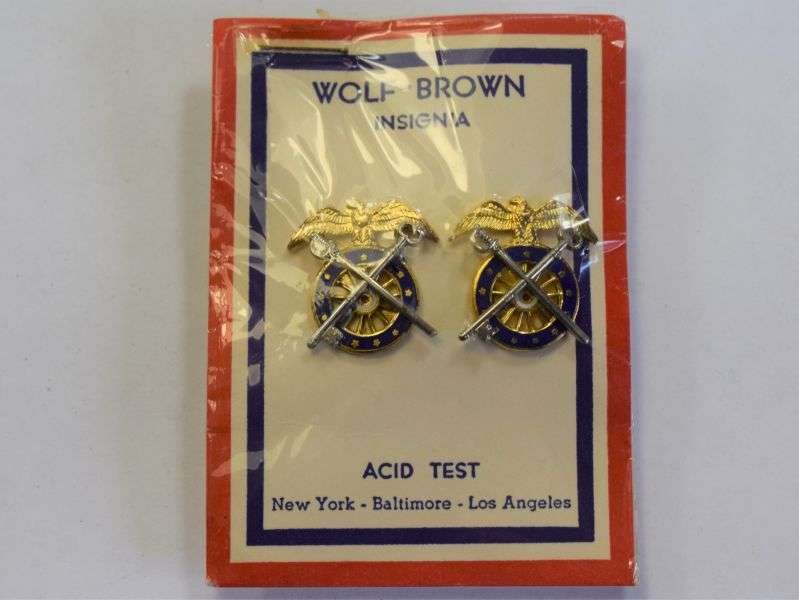 WOLF-BROWN
INSIGNIA
ACID TEST
New York - Baltimore - Los Angeles